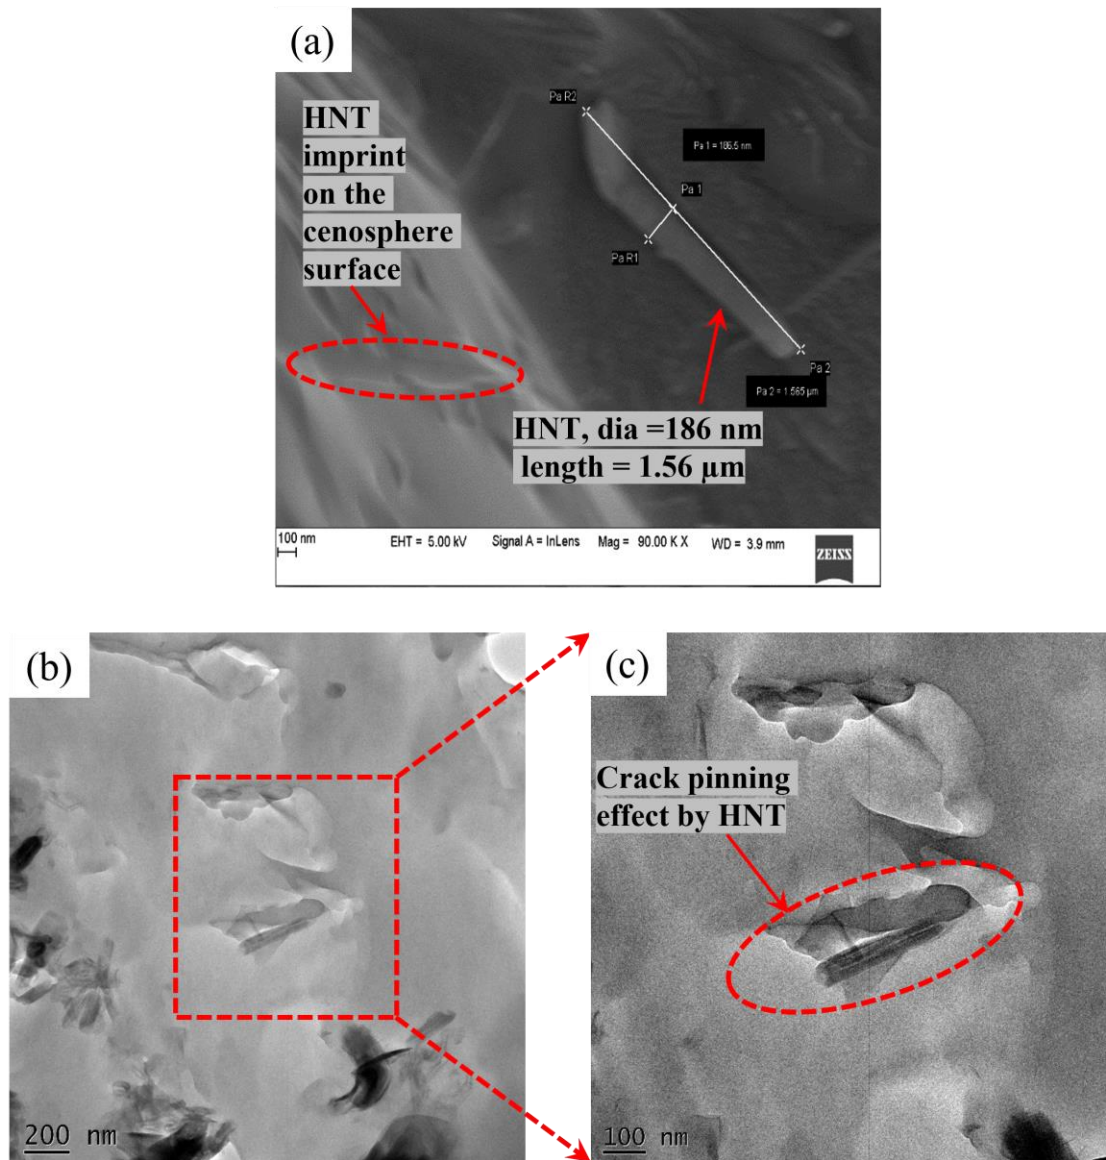 (a)
HNT
imprint
on the
cenosphere
surface
Pa R2
Pa 1 = 186.5 nm
Pa 1
Pa R1
Pa 2
Pa 2 = 1.565 µm
HNT, dia =186 nm
length = 1.56 µm
100 nm
EHT = 5.00 kV
Signal A = InLens
Mag = 90.00 K X
WD = 3.9 mm
ZEISS
(b)
200 nm
(c)
Crack pinning
effect by HNT
100 nm